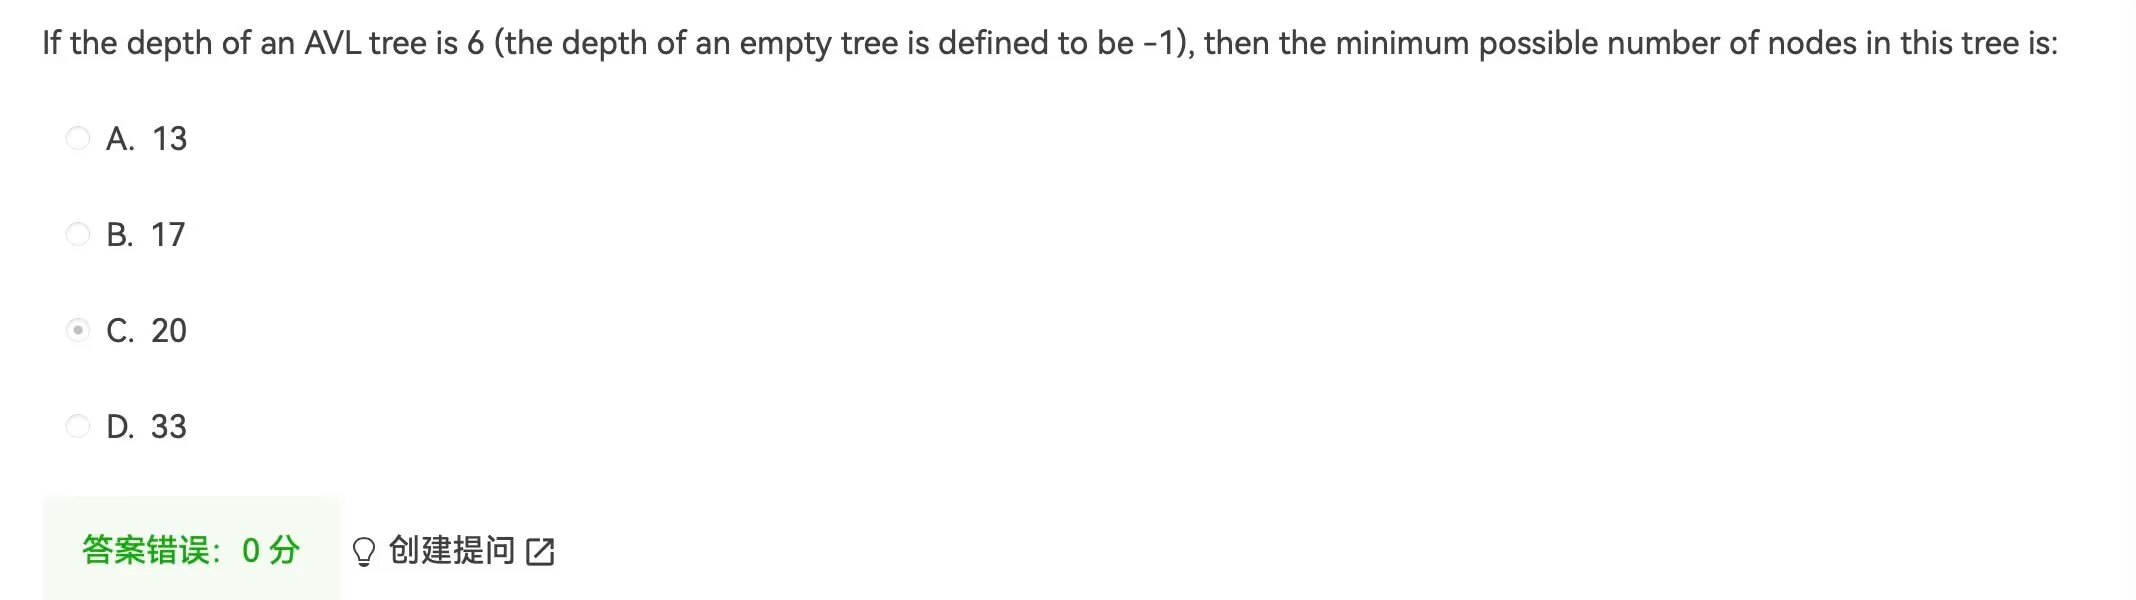 If the depth of an AVL tree is 6 (the depth of an empty tree is defined to be -1), then the minimum possible number of nodes in this tree is:
A. 13
B. 17
C. 20
D. 33
答案错误：0 分 创建提问